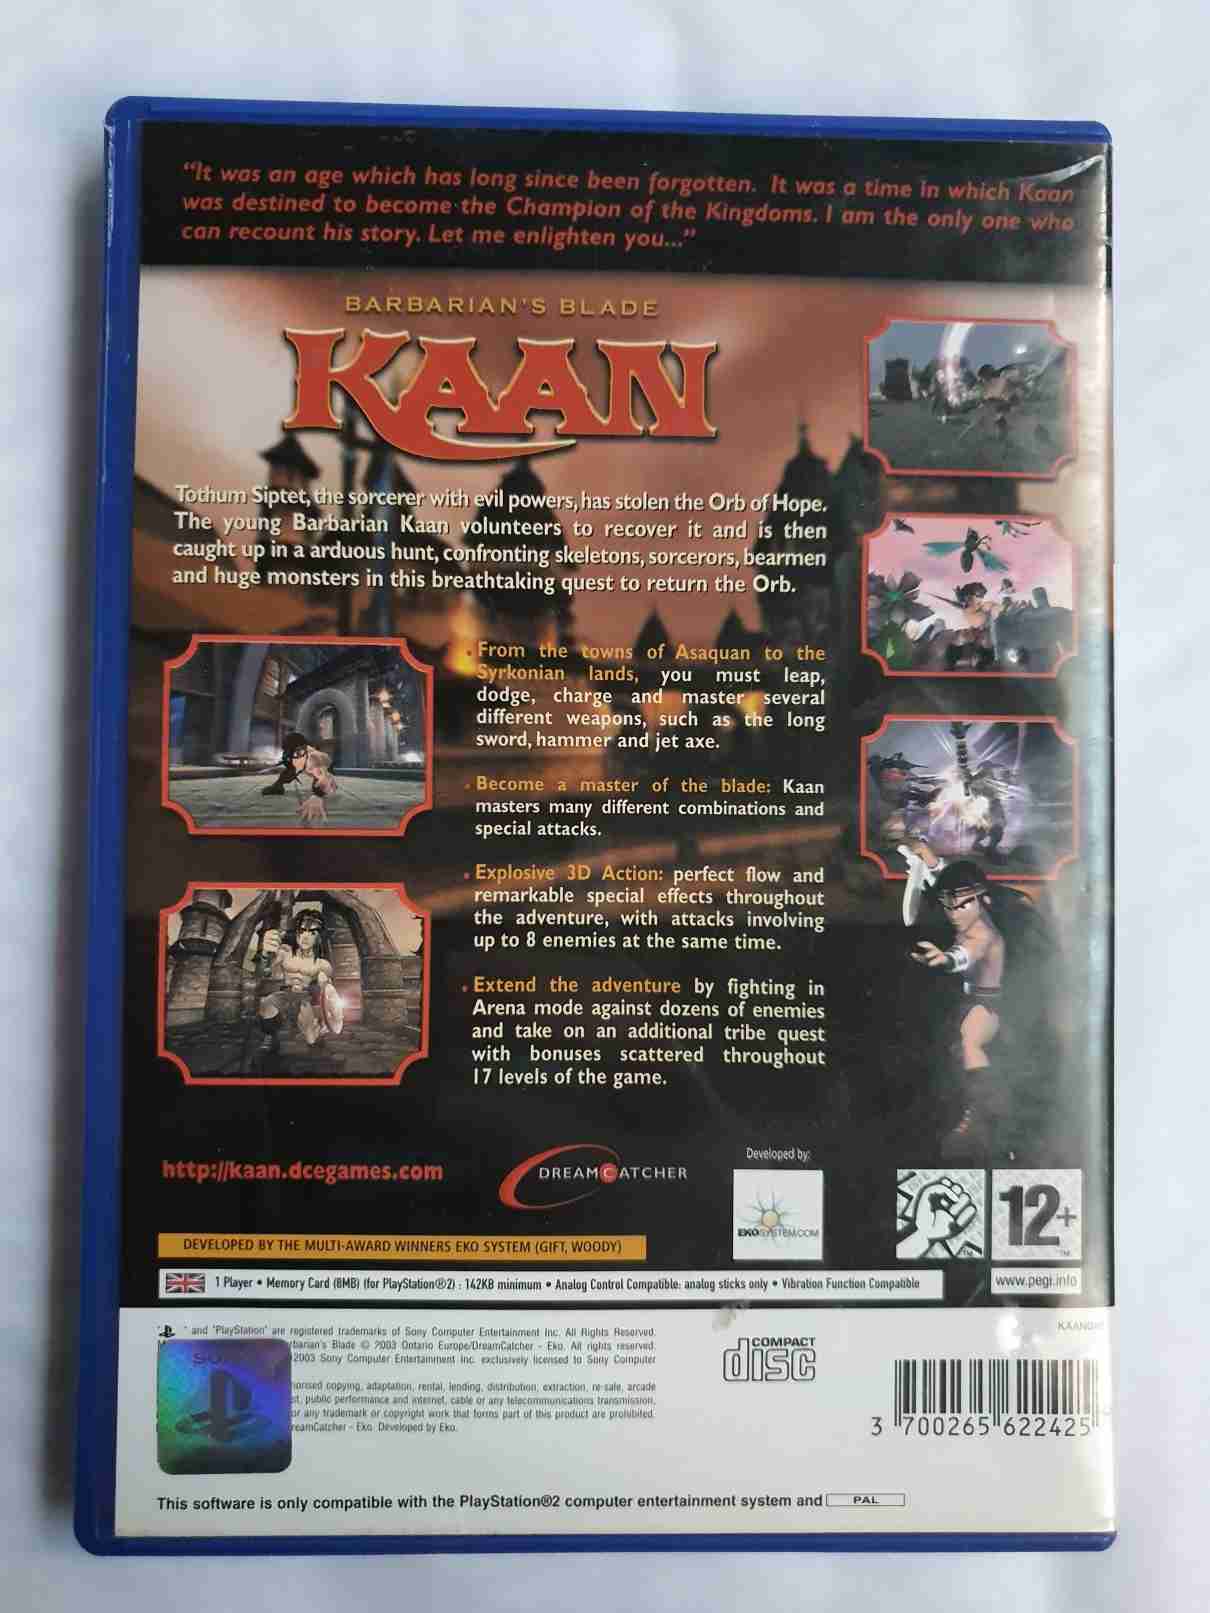 “It was an age which has long since been forgotten. It was a time in which Kaan
was destined to become the Champion of the Kingdoms. I am the only one who
can recount his story. Let me enlighten you...”
BARBARIAN'S BLADE
KAAN
Tothum Siptet, the sorcerer with evil powers, has stolen the Orb of Hope.
The young Barbarian Kaan volunteers to recover it and is then
caught up in a arduous hunt, confronting skeletons, sorcerors, bearmen
and huge monsters in this breathtaking quest to return the Orb.
• From the towns of Asaquan to the
Syrkonian lands, you must leap,
dodge, charge and master several
different weapons, such as the long
sword, hammer and jet axe.
• Become a master of the blade: Kaan
masters many different combinations and
special attacks.
• Explosive 3D Action: perfect flow and
remarkable special effects throughout
the adventure, with attacks involving
up to 8 enemies at the same time.
• Extend the adventure by fighting in
Arena mode against dozens of enemies
and take on an additional tribe quest
with bonuses scattered throughout
17 levels of the game.
http://kaan.dcegames.com
DREAMCATCHER
Developed by:
EKOSYSTEM.COM
12+
TM
TM
www.pegi.info
DEVELOPED BY THE MULTI-AWARD WINNERS EKO SYSTEM (GIFT, WOODY)
1 Player • Memory Card (8MB) (for PlayStation®2) : 142KB minimum • Analog Control Compatible: analog sticks only • Vibration Function Compatible
" " and "PlayStation" are registered trademarks of Sony Computer Entertainment Inc. All Rights Reserved.
Blade © 2003 Ontario Europe/DreamCatcher - Eko. All rights reserved.
2003 Sony Computer Entertainment Inc. exclusively licensed to Sony Computer
copying, adaptation, rental, lending, distribution, extraction, re-sale, arcade
public performance and internet, cable or any telecommunications transmission,
or any trademark or copyright work that forms part of this product are prohibited.
- Eko. Developed by Eko.
COMPACT
disc
3 700265 622425
This software is only compatible with the PlayStation®2 computer entertainment system and PAL